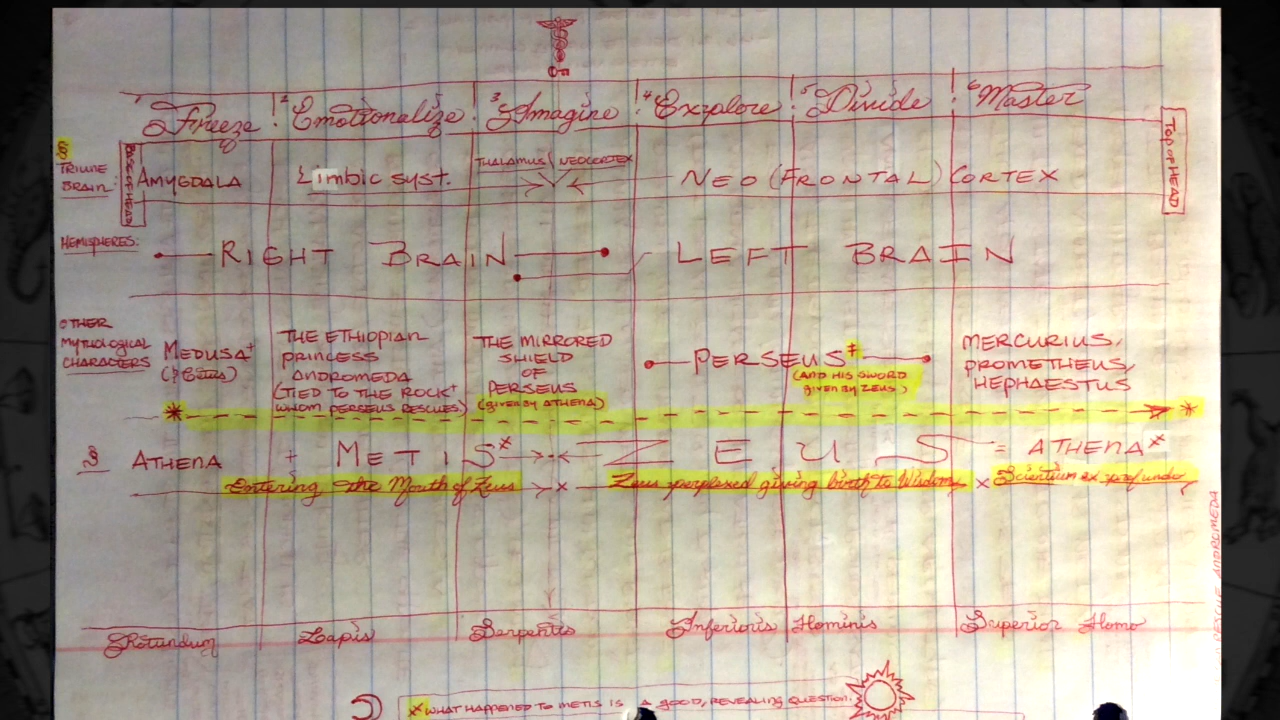 1 Freeze 2 Emotionalize 3 Imagine 4 Explore 5 Divide 6 Master
§
TRIUNE
BRAIN:
BASE OF HEAD
AMYGDALA
Limbic syst.
THALAMUS NEOCORTEX
NEO (FRONTAL) CORTEX
TOP OF HEAD
HEMISPHERES:
RIGHT BRAIN
LEFT BRAIN
OTHER
MYTHOLOGICAL
CHARACTERS
MEDUSA+
THE ETHIOPIAN
PRINCESS
ANDROMEDA
(TIED TO THE ROCK+
WHOM PERSEUS RESCUES)
THE MIRRORED
SHIELD
OF
PERSEUS
(given by ATHENA)
PERSEUS‡
(AND HIS SWORD
given by ZEUS)
MERCURIUS,
PROMETHEUS,
HEPHAESTUS
ATHENA + METIS* ZEUS = ATHENA*
Entering the Mouth of Zeus
Zeus perplexed giving birth to Wisdom
Scientium ex
RESCUE ANDROMEDA
Rotundum Lapis Serpentis Inferioris Hominis Superior Homo
* WHAT HAPPENED TO METIS IS A GOOD, REVEALING QUESTION.